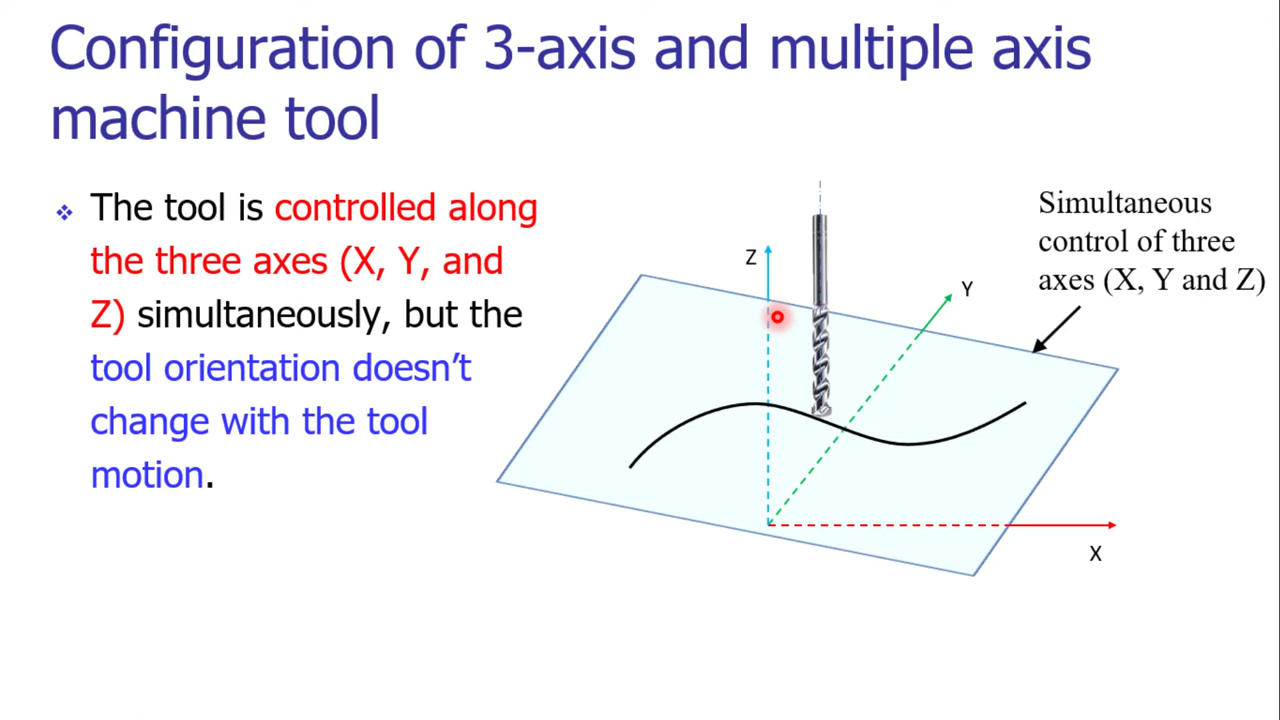 Configuration of 3-axis and multiple axis
machine tool
The tool is controlled along
the three axes (X, Y, and
Z) simultaneously, but the
tool orientation doesn’t
change with the tool
motion.
Simultaneous
control of three
axes (X, Y and Z)
Z
Y
X